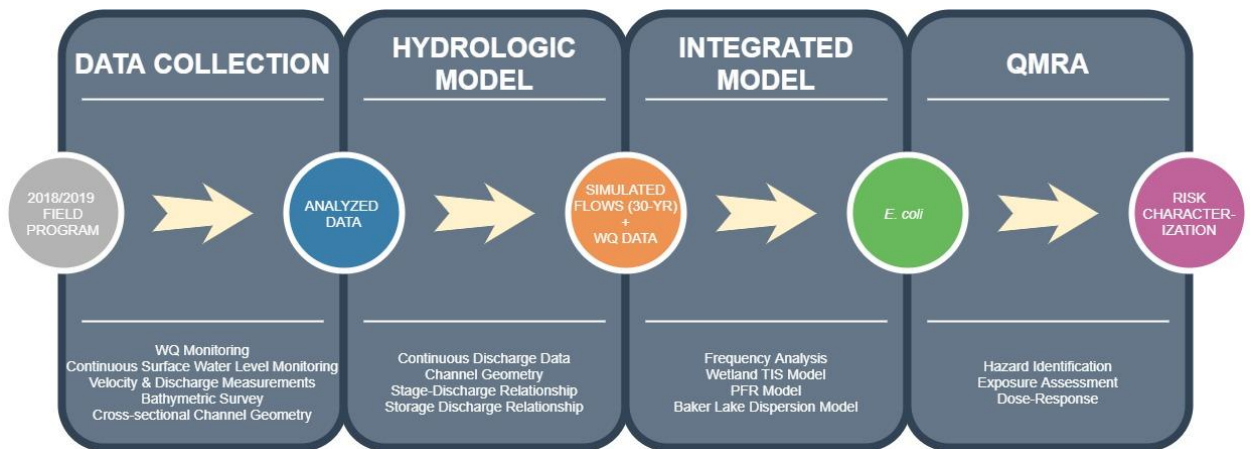 DATA COLLECTION
HYDROLOGIC
MODEL
INTEGRATED
MODEL
QMRA
2018/2019
FIELD
PROGRAM
ANALYZED
DATA
SIMULATED
FLOWS (30-YR)
+
WQ DATA
E. coli
RISK
CHARACTER-
IZATION
WQ Monitoring
Continuous Surface Water Level Monitoring
Velocity & Discharge Measurements
Bathymetric Survey
Cross-sectional Channel Geometry
Continuous Discharge Data
Channel Geometry
Stage-Discharge Relationship
Storage Discharge Relationship
Frequency Analysis
Wetland TIS Model
PFR Model
Baker Lake Dispersion Model
Hazard Identification
Exposure Assessment
Dose-Response